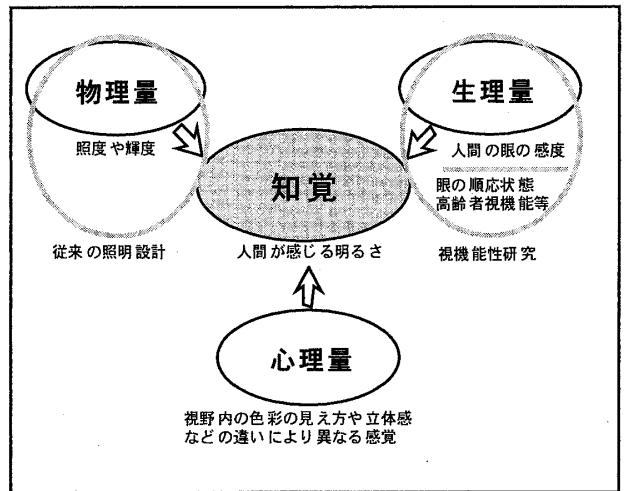 物理量
照度や輝度
従来の照明設計
生理量
人間の眼の感度
眼の順応状態
高齢者視機能等
視機能性研究
知覚
人間が感じる明るさ
心理量
視野内の色彩の見え方や立体感
などの違いにより異なる感覚